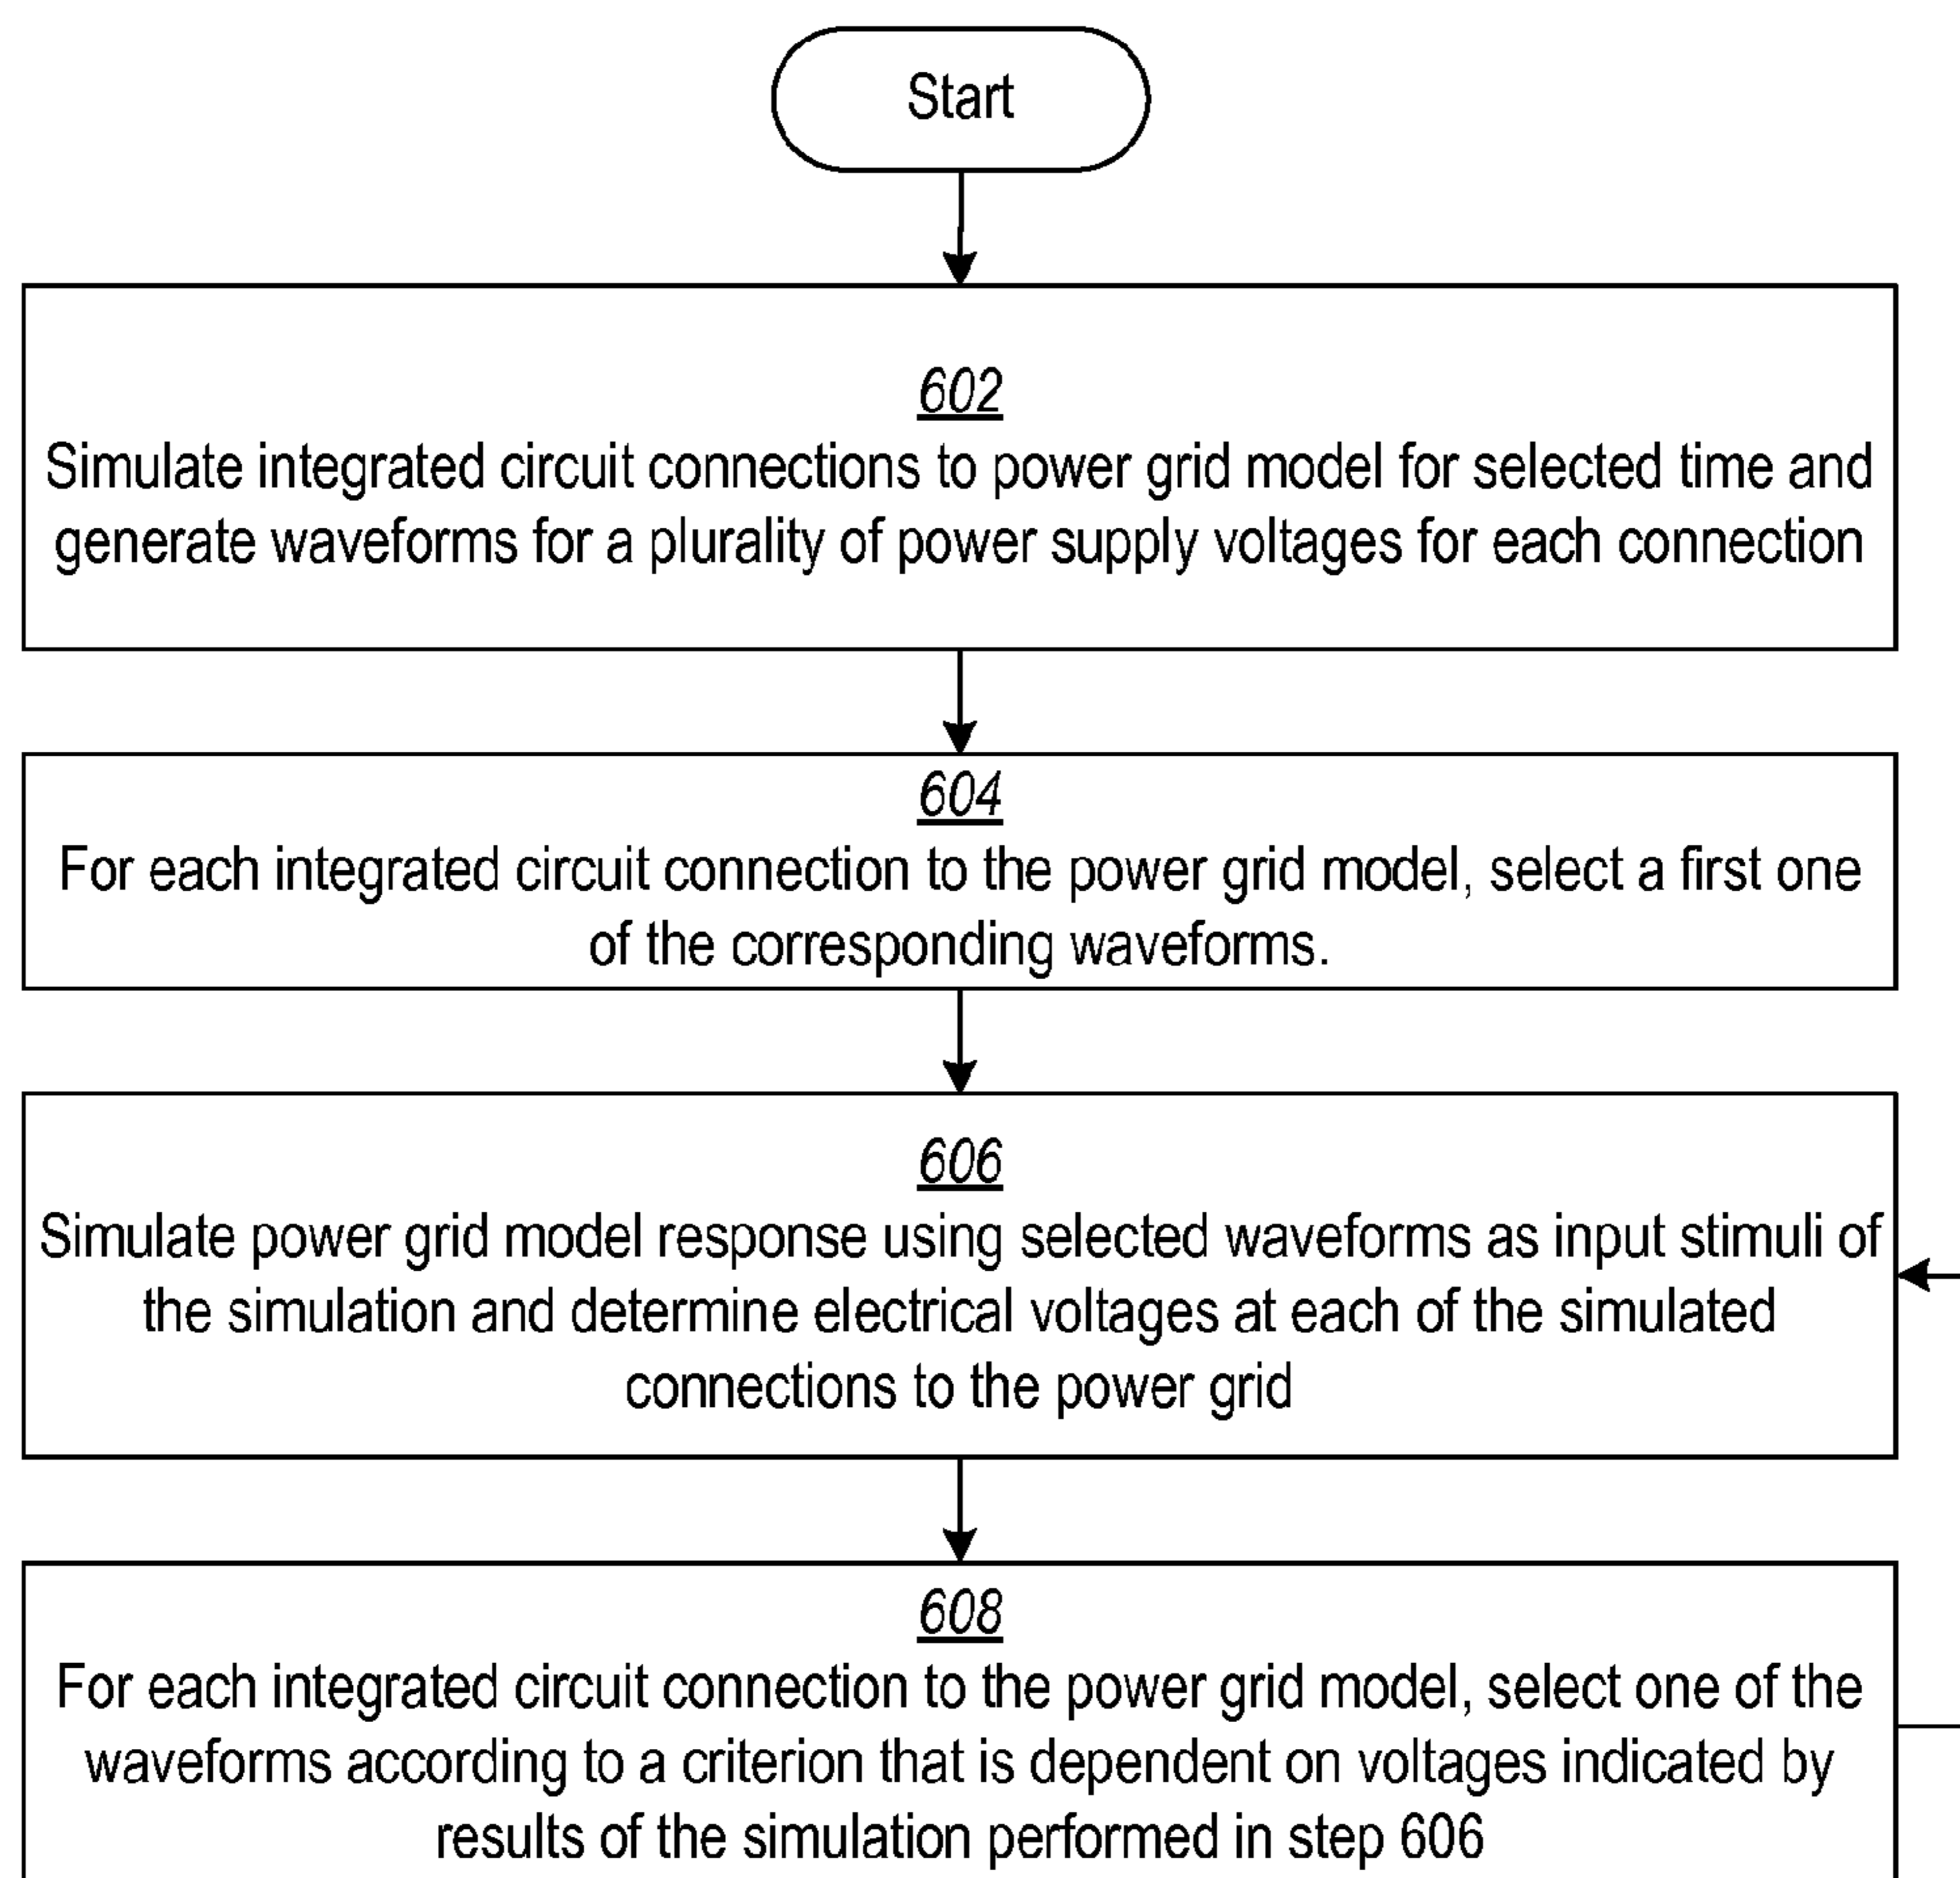 Start
602
Simulate integrated circuit connections to power grid model for selected time and
generate waveforms for a plurality of power supply voltages for each connection
604
For each integrated circuit connection to the power grid model, select a first one
of the corresponding waveforms.
606
Simulate power grid model response using selected waveforms as input stimuli of
the simulation and determine electrical voltages at each of the simulated
connections to the power grid
608
For each integrated circuit connection to the power grid model, select one of the
waveforms according to a criterion that is dependent on voltages indicated by
results of the simulation performed in step 606